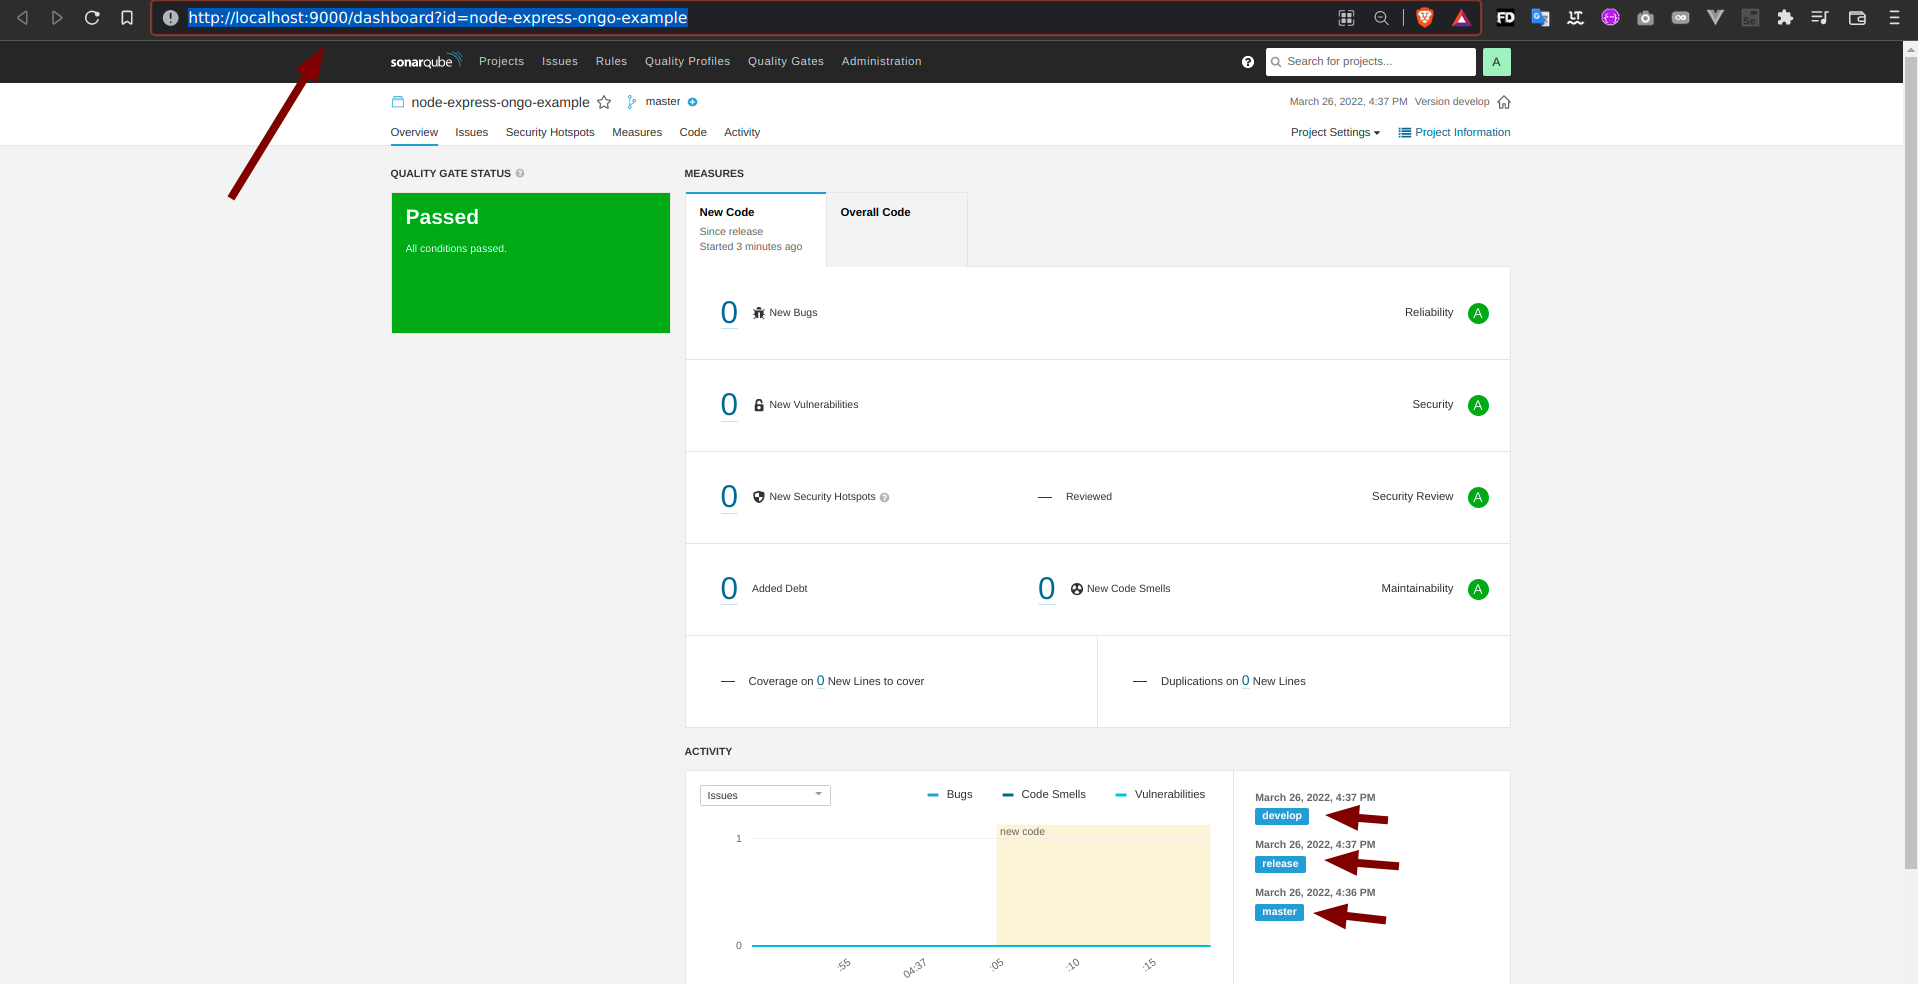 http://localhost:9000/dashboard?id=node-express-ongo-example
FD
LT
Se
sonarqube Projects Issues Rules Quality Profiles Quality Gates Administration
? Search for projects... A
node-express-ongo-example master
March 26, 2022, 4:37 PM Version develop
Overview Issues Security Hotspots Measures Code Activity
Project Settings Project Information
QUALITY GATE STATUS ?
MEASURES
Passed
All conditions passed.
New Code
Since release
Started 3 minutes ago
Overall Code
0 New Bugs Reliability A
0 New Vulnerabilities Security A
0 New Security Hotspots ? — Reviewed Security Review A
0 Added Debt 0 New Code Smells Maintainability A
— Coverage on 0 New Lines to cover
— Duplications on 0 New Lines
ACTIVITY
Issues
Bugs Code Smells Vulnerabilities
new code
1
0
:55 04:37 :05 :10 :15
March 26, 2022, 4:37 PM
develop
March 26, 2022, 4:37 PM
release
March 26, 2022, 4:36 PM
master